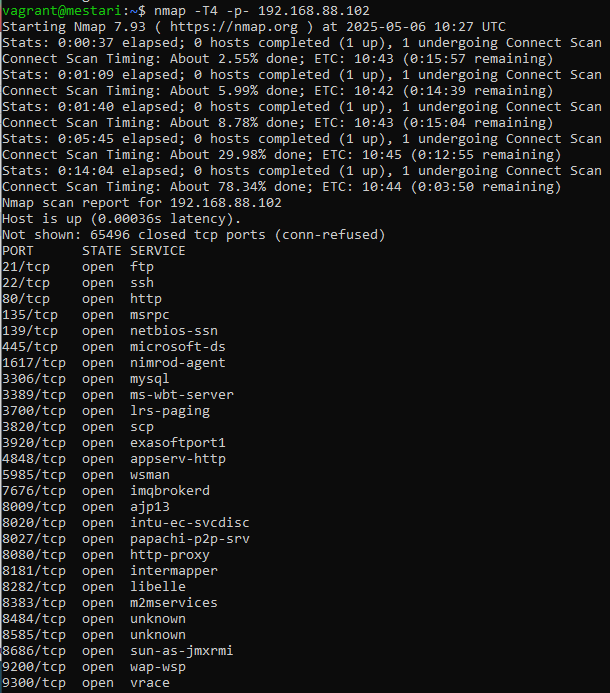 vagrant@mestari:~$ nmap -T4 -p- 192.168.88.102
Starting Nmap 7.93 ( https://nmap.org ) at 2025-05-06 10:27 UTC
Stats: 0:00:37 elapsed; 0 hosts completed (1 up), 1 undergoing Connect Scan
Connect Scan Timing: About 2.55% done; ETC: 10:43 (0:15:57 remaining)
Stats: 0:01:09 elapsed; 0 hosts completed (1 up), 1 undergoing Connect Scan
Connect Scan Timing: About 5.99% done; ETC: 10:42 (0:14:39 remaining)
Stats: 0:01:40 elapsed; 0 hosts completed (1 up), 1 undergoing Connect Scan
Connect Scan Timing: About 8.78% done; ETC: 10:43 (0:15:04 remaining)
Stats: 0:05:45 elapsed; 0 hosts completed (1 up), 1 undergoing Connect Scan
Connect Scan Timing: About 29.98% done; ETC: 10:45 (0:12:55 remaining)
Stats: 0:14:04 elapsed; 0 hosts completed (1 up), 1 undergoing Connect Scan
Connect Scan Timing: About 78.34% done; ETC: 10:44 (0:03:50 remaining)
Nmap scan report for 192.168.88.102
Host is up (0.00036s latency).
Not shown: 65496 closed tcp ports (conn-refused)
PORT STATE SERVICE
21/tcp open ftp
22/tcp open ssh
80/tcp open http
135/tcp open msrpc
139/tcp open netbios-ssn
445/tcp open microsoft-ds
1617/tcp open nimrod-agent
3306/tcp open mysql
3389/tcp open ms-wbt-server
3700/tcp open lrs-paging
3820/tcp open scp
3920/tcp open exasoftport1
4848/tcp open appserv-http
5985/tcp open wsman
7676/tcp open imqbrokerd
8009/tcp open ajp13
8020/tcp open intu-ec-svcdisc
8027/tcp open papachi-p2p-srv
8080/tcp open http-proxy
8181/tcp open intermapper
8282/tcp open libelle
8383/tcp open m2mservices
8484/tcp open unknown
8585/tcp open unknown
8686/tcp open sun-as-jmxrmi
9200/tcp open wap-wsp
9300/tcp open vrace